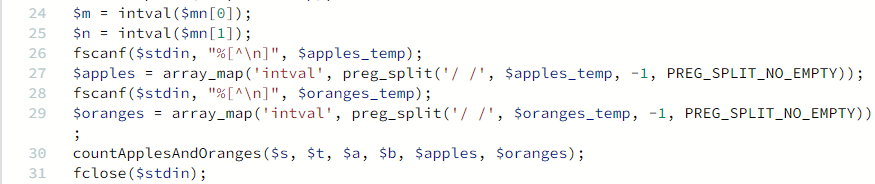 24 $m = intval($mn[0]);
25 $n = intval($mn[1]);
26 fscanf($stdin, "%[^\n]", $apples_temp);
27 $apples = array_map('intval', preg_split('/ /', $apples_temp, -1, PREG_SPLIT_NO_EMPTY));
28 fscanf($stdin, "%[^\n]", $oranges_temp);
29 $oranges = array_map('intval', preg_split('/ /', $oranges_temp, -1, PREG_SPLIT_NO_EMPTY))
;
30 countApplesAndOranges($s, $t, $a, $b, $apples, $oranges);
31 fclose($stdin);